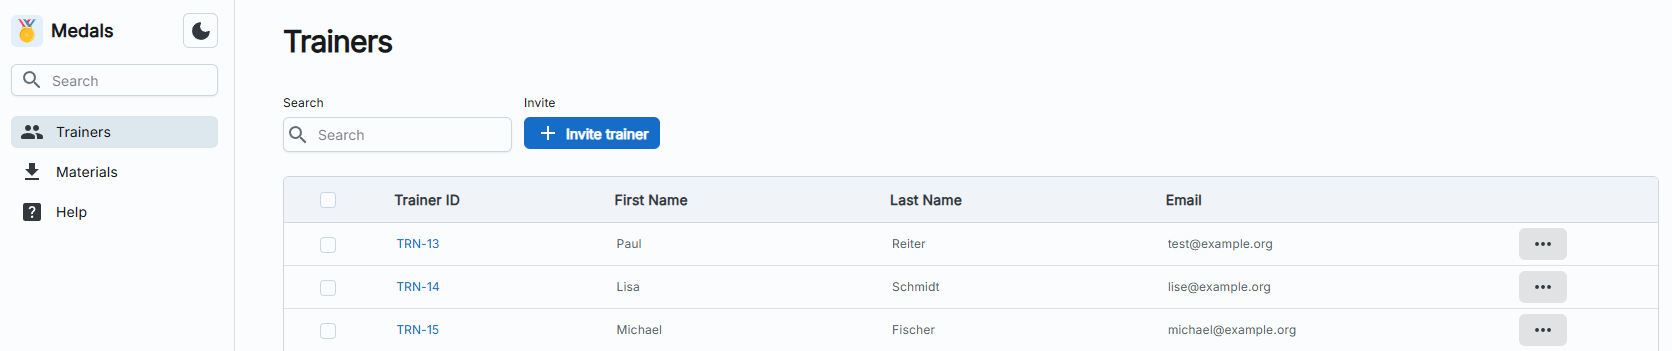 Medals
Search
Trainers
Materials
Help
Trainers
Search
Invite
Search
Invite trainer
Trainer ID First Name Last Name Email
TRN-13 Paul Reiter test@example.org
TRN-14 Lisa Schmidt lise@example.org
TRN-15 Michael Fischer michael@example.org